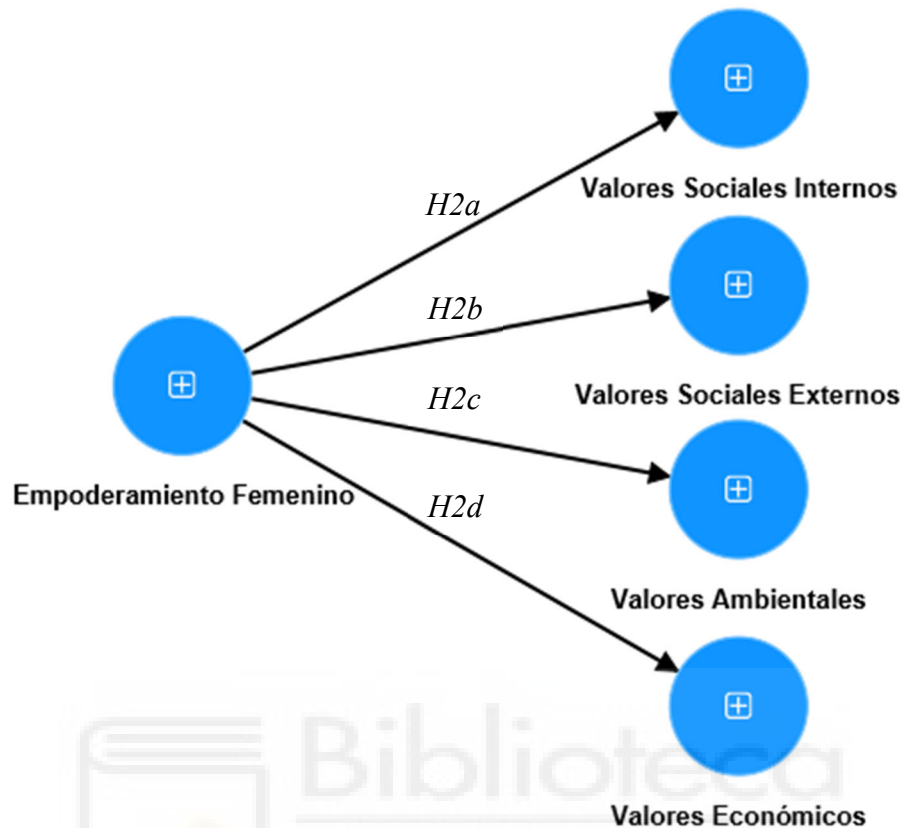 Valores Sociales Internos
H2a
H2b
Valores Sociales Externos
H2c
Empoderamiento Femenino
H2d
Valores Ambientales
Biblioteca
Valores Económicos